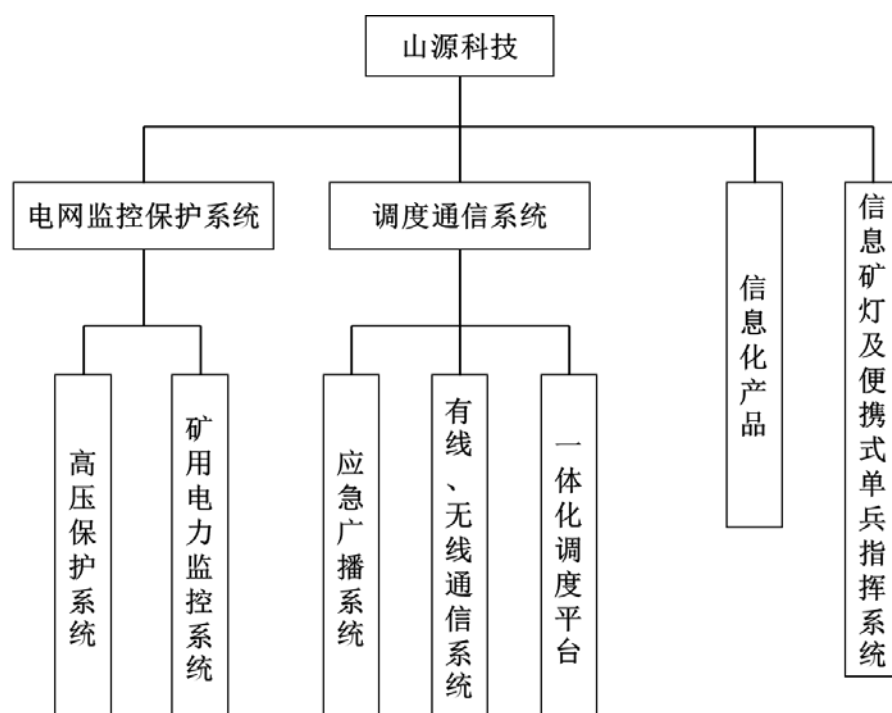 山源科技
电网监控保护系统
调度通信系统
信息化产品
信息矿灯及便携式单兵指挥系统
高压保护系统
矿用电力监控系统
应急广播系统
有线、无线通信系统
一体化调度平台